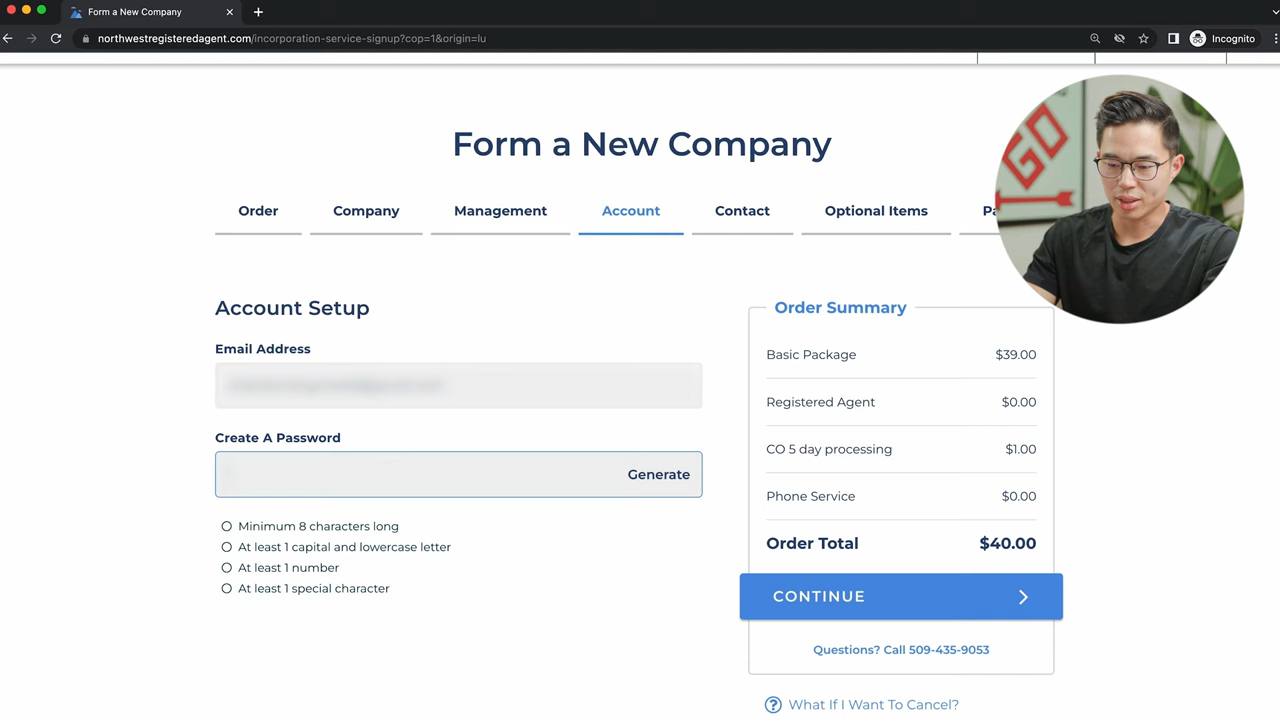 Form a New Company
northwestregisteredagent.com/incorporation-service-signup?cop=1&origin=lu
Incognito
Form a New Company
Order
Company
Management
Account
Contact
Optional Items
GO
Account Setup
Email Address
Create A Password
Generate
Minimum 8 characters long
At least 1 capital and lowercase letter
At least 1 number
At least 1 special character
Order Summary
Basic Package $39.00
Registered Agent $0.00
CO 5 day processing $1.00
Phone Service $0.00
Order Total $40.00
CONTINUE
Questions? Call 509-435-9053
What If I Want To Cancel?